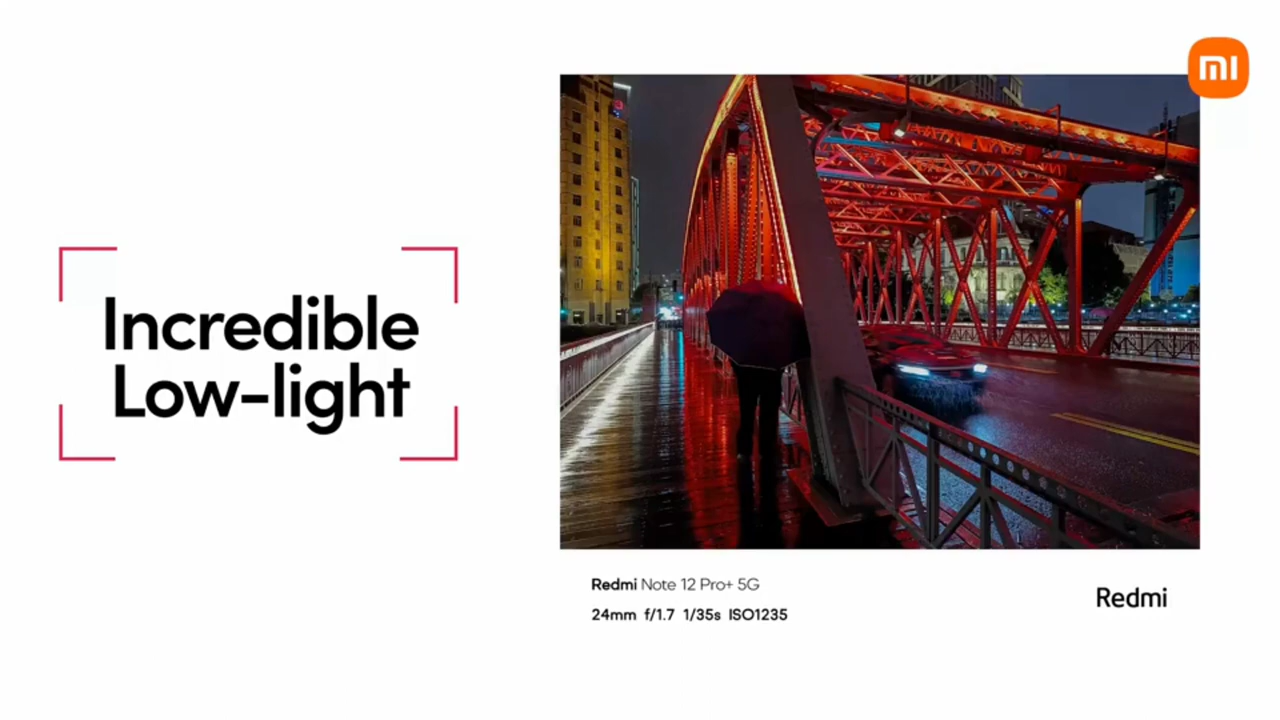 mi
Incredible
Low-light
Redmi Note 12 Pro+ 5G
24mm f/1.7 1/35s ISO1235
Redmi